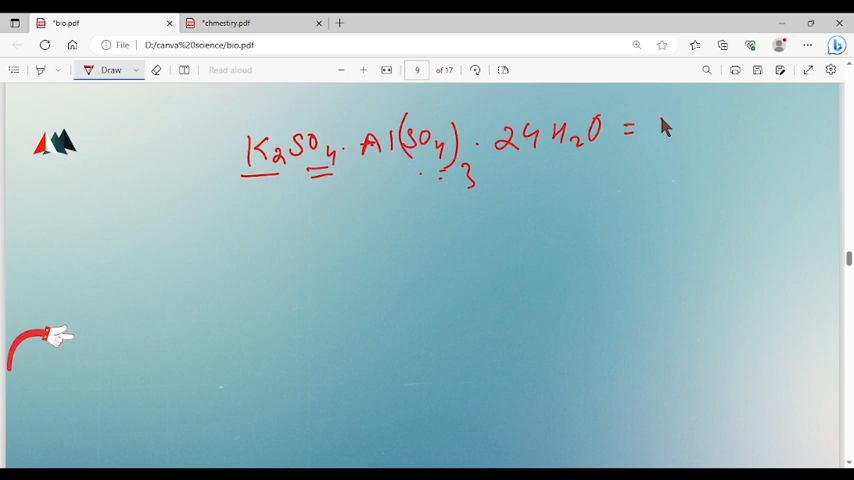 *bio.pdf
*chmestiry.pdf
File D:/canva%20science/bio.pdf
Draw Read aloud 9 of 17
K₂SO₄ · Al(SO₄)₃ · 24H₂O =